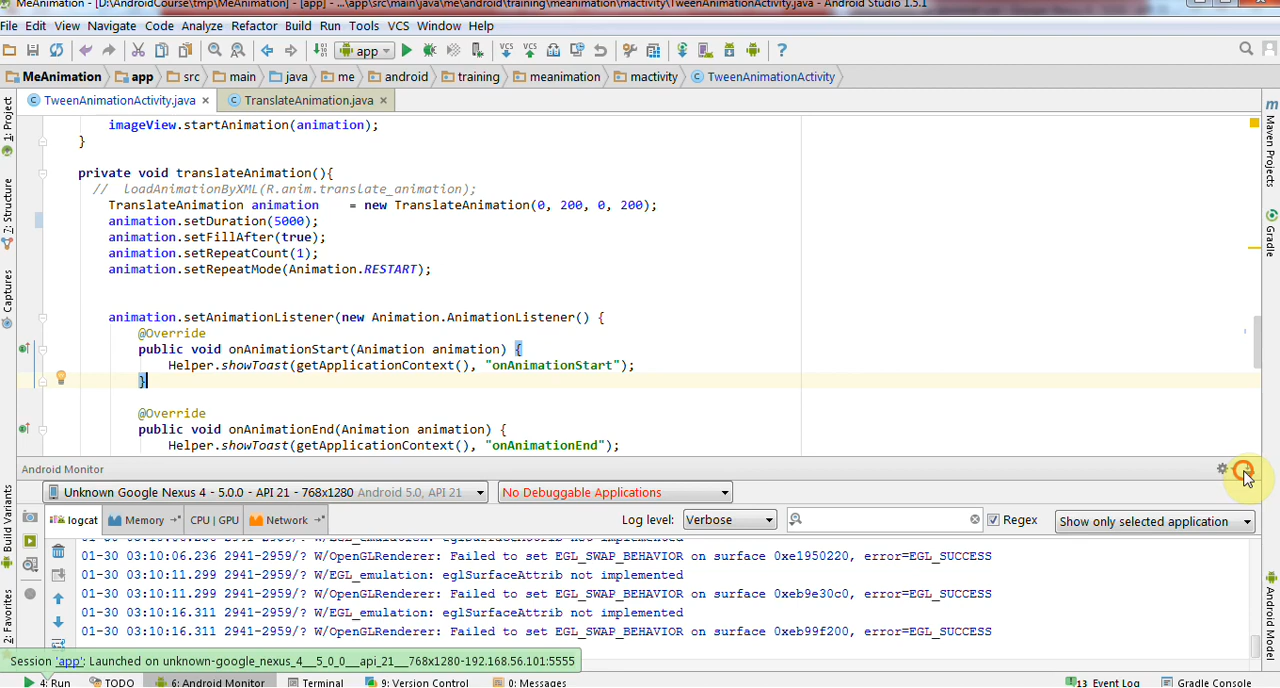 MeAnimation - [D:\AndroidCourse\tmp\MeAnimation] - [app] - ...\app\src\main\java\me\android\training\meanimation\mactivity\TweenAnimationActivity.java - Android Studio 1.5.1
File Edit View Navigate Code Analyze Refactor Build Run Tools VCS Window Help
app VCS VCS ?
MeAnimation app src main java me android training meanimation mactivity TweenAnimationActivity
TweenAnimationActivity.java TranslateAnimation.java
imageView.startAnimation(animation);
}
private void translateAnimation(){
// loadAnimationByXML(R.anim.translate_animation);
TranslateAnimation animation = new TranslateAnimation(0, 200, 0, 200);
animation.setDuration(5000);
animation.setFillAfter(true);
animation.setRepeatCount(1);
animation.setRepeatMode(Animation.RESTART);
animation.setAnimationListener(new Animation.AnimationListener() {
@Override
public void onAnimationStart(Animation animation) {
Helper.showToast(getApplicationContext(), "onAnimationStart");
}
@Override
public void onAnimationEnd(Animation animation) {
Helper.showToast(getApplicationContext(), "onAnimationEnd");
1: Project
7: Structure
Captures
Build Variants
2: Favorites
Maven Projects
Gradle
Android Model
Android Monitor
Unknown Google Nexus 4 - 5.0.0 - API 21 - 768x1280 Android 5.0, API 21 No Debuggable Applications
logcat Memory CPU | GPU Network Log level: Verbose Regex Show only selected application
01-30 03:10:06.236 2941-2959/? W/OpenGLRenderer: Failed to set EGL_SWAP_BEHAVIOR on surface 0xe1950220, error=EGL_SUCCESS
01-30 03:10:11.299 2941-2959/? W/EGL_emulation: eglSurfaceAttrib not implemented
01-30 03:10:11.299 2941-2959/? W/OpenGLRenderer: Failed to set EGL_SWAP_BEHAVIOR on surface 0xeb9e30c0, error=EGL_SUCCESS
01-30 03:10:16.311 2941-2959/? W/EGL_emulation: eglSurfaceAttrib not implemented
01-30 03:10:16.311 2941-2959/? W/OpenGLRenderer: Failed to set EGL_SWAP_BEHAVIOR on surface 0xeb99f200, error=EGL_SUCCESS
Session 'app': Launched on unknown-google_nexus_4__5_0_0__api_21__768x1280-192.168.56.101:5555
4: Run TODO 6: Android Monitor Terminal 9: Version Control 0: Messages 13 Event Log Gradle Console